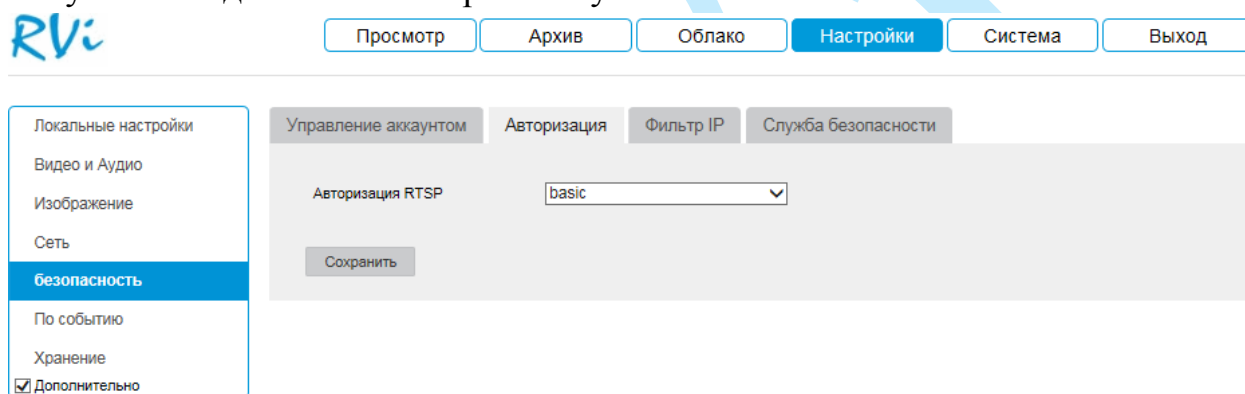 RVi
Просмотр Архив Облако Настройки Система Выход
Локальные настройки
Видео и Аудио
Изображение
Сеть
безопасность
По событию
Хранение
Дополнительно
Управление аккаунтом Авторизация Фильтр IP Служба безопасности
Авторизация RTSP basic
Сохранить